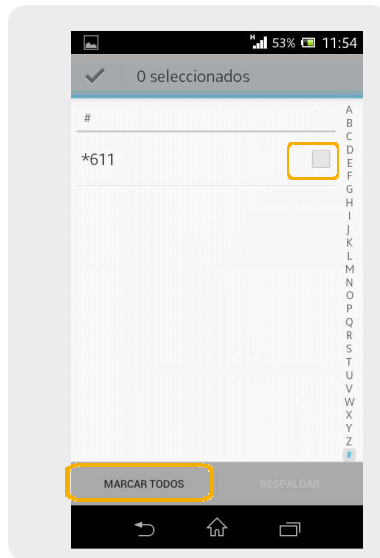 H 53% 11:54
0 seleccionados
#
*611
A
B
C
D
E
F
G
H
I
J
K
L
M
N
O
P
Q
R
S
T
U
V
W
X
Y
Z
#
MARCAR TODOS RESPALDAR